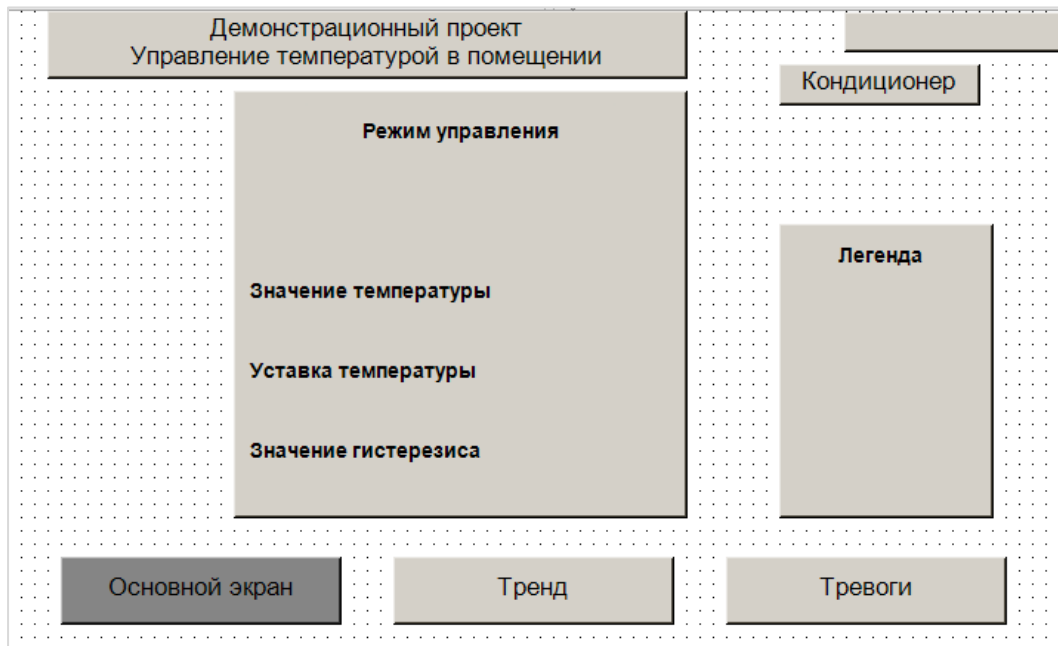 Демонстрационный проект
Управление температурой в помещении
Кондиционер
Режим управления
Легенда
Значение температуры
Уставка температуры
Значение гистерезиса
Основной экран
Тренд
Тревоги